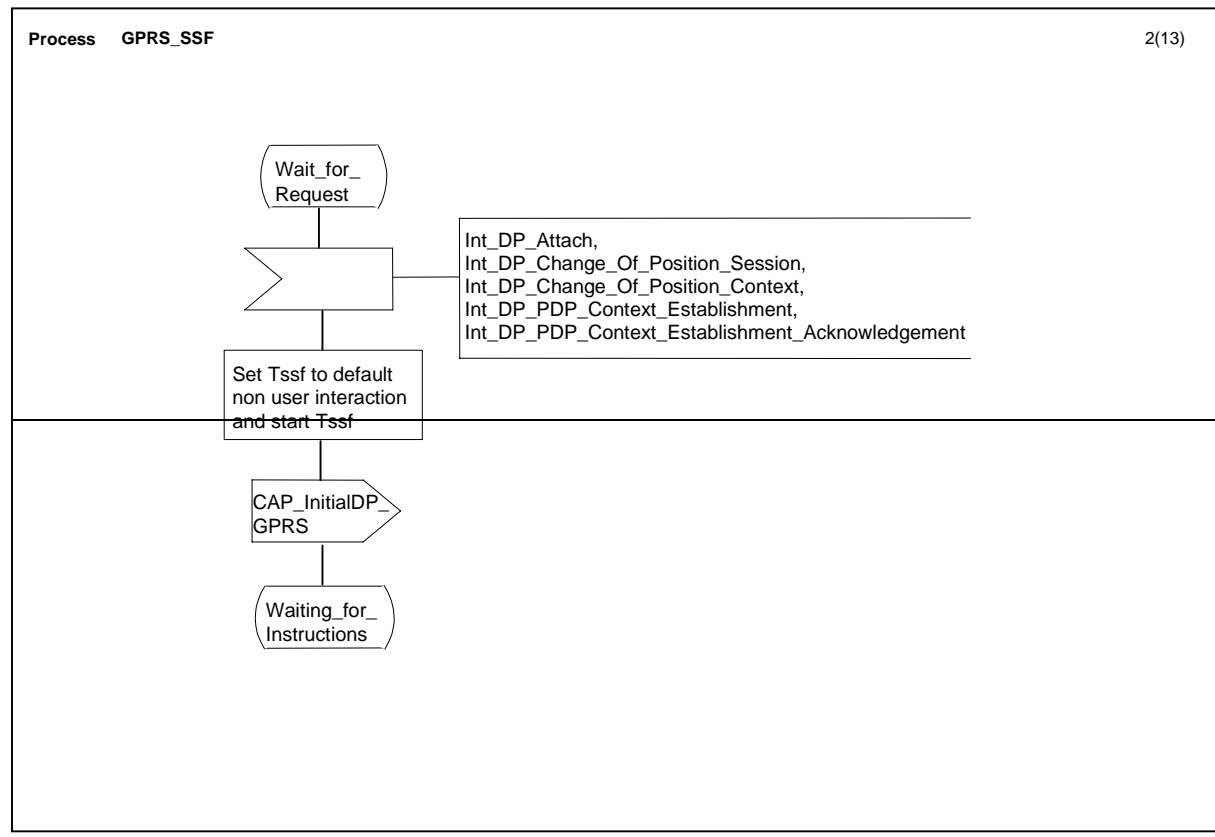 Process GPRS_SSF 2(13)
Wait_for_
Request
Int_DP_Attach,
Int_DP_Change_Of_Position_Session,
Int_DP_Change_Of_Position_Context,
Int_DP_PDP_Context_Establishment,
Int_DP_PDP_Context_Establishment_Acknowledgement
Set Tssf to default
non user interaction
and start Tssf
CAP_InitialDP_
GPRS
Waiting_for_
Instructions